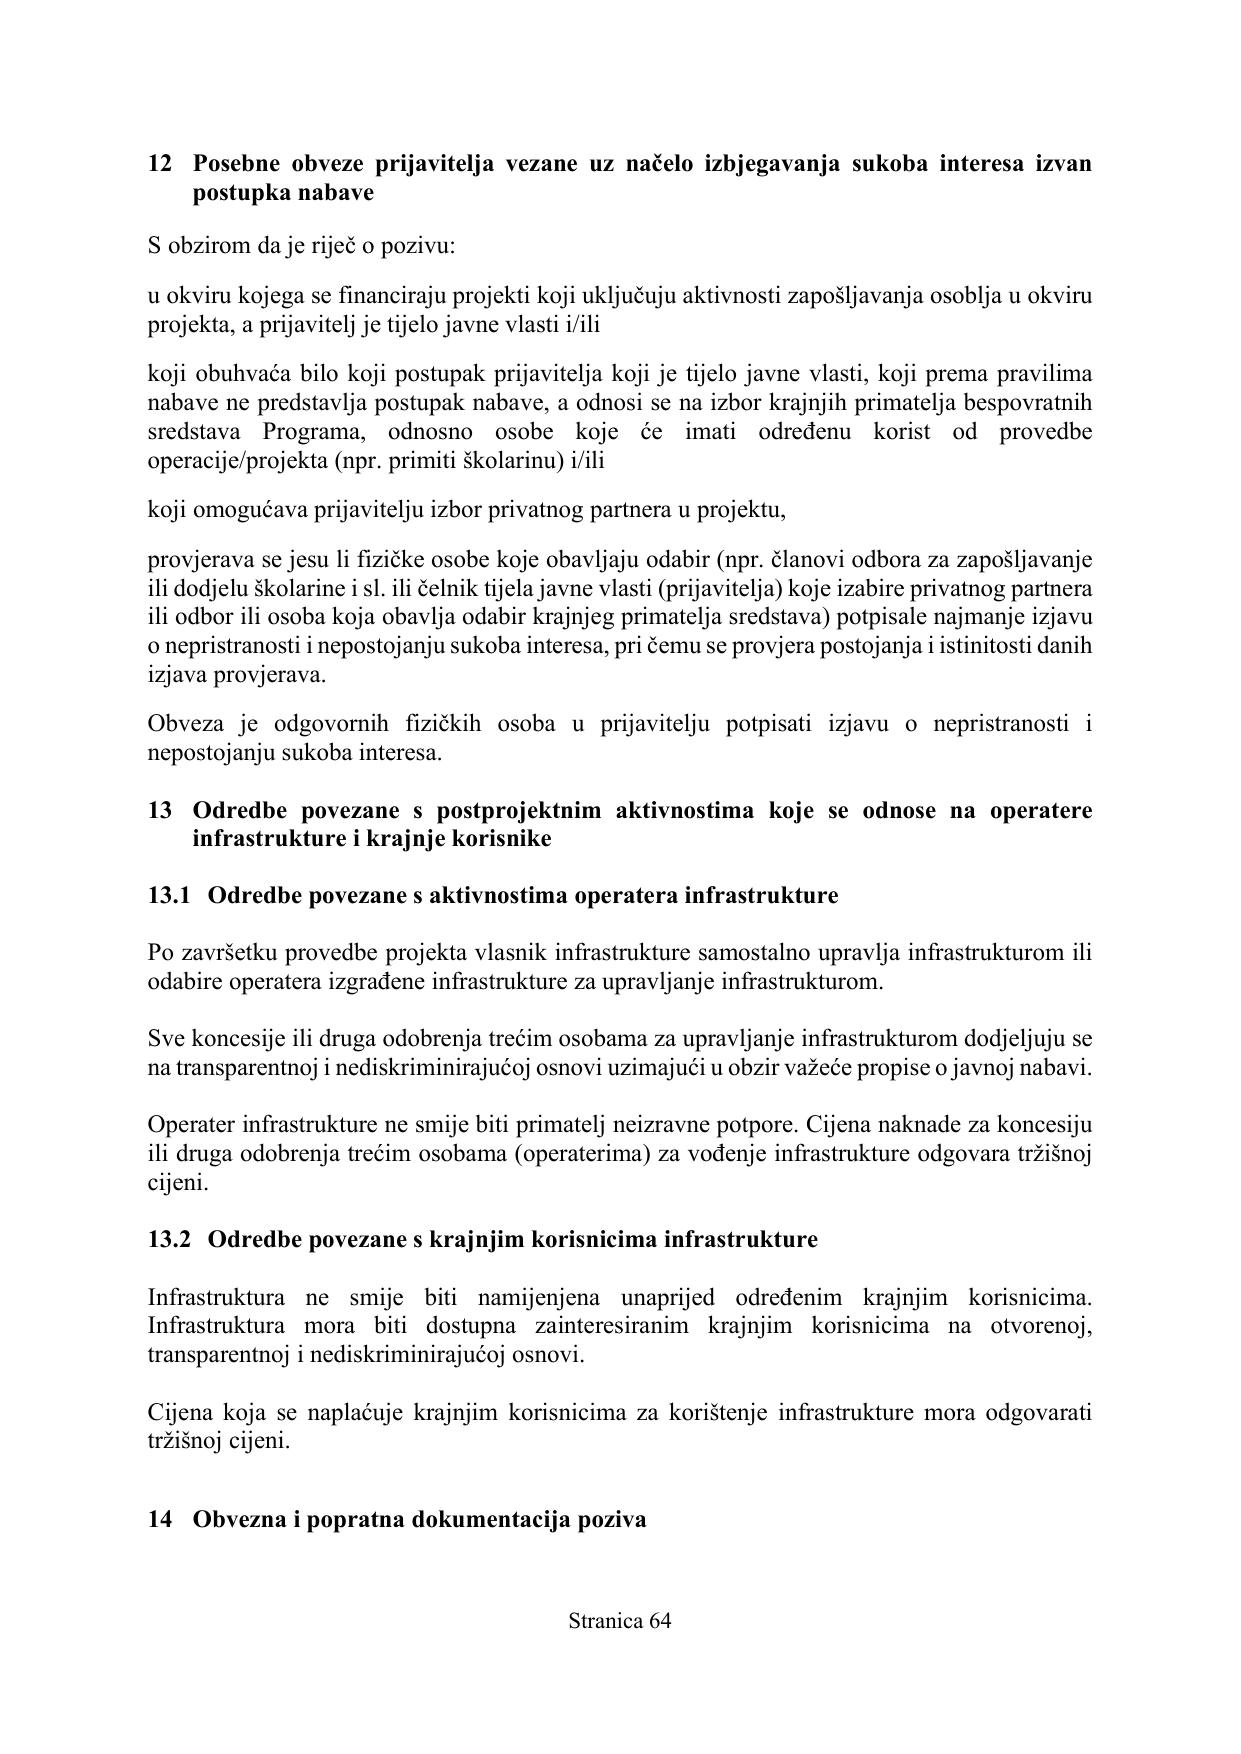 12 Posebne obveze prijavitelja vezane uz načelo izbjegavanja sukoba interesa izvan
postupka nabave
S obzirom da je riječ o pozivu:
u okviru kojega se financiraju projekti koji uključuju aktivnosti zapošljavanja osoblja u okviru
projekta, a prijavitelj je tijelo javne vlasti i/ili
koji obuhvaća bilo koji postupak prijavitelja koji je tijelo javne vlasti, koji prema pravilima
nabave ne predstavlja postupak nabave, a odnosi se na izbor krajnjih primatelja bespovratnih
sredstava Programa, odnosno osobe koje će imati određenu korist od provedbe
operacije/projekta (npr. primiti školarinu) i/ili
koji omogućava prijavitelju izbor privatnog partnera u projektu,
provjerava se jesu li fizičke osobe koje obavljaju odabir (npr. članovi odbora za zapošljavanje
ili dodjelu školarine i sl. ili čelnik tijela javne vlasti (prijavitelja) koje izabire privatnog partnera
ili odbor ili osoba koja obavlja odabir krajnjeg primatelja sredstava) potpisale najmanje izjavu
o nepristranosti i nepostojanju sukoba interesa, pri čemu se provjera postojanja i istinitosti danih
izjava provjerava.
Obveza je odgovornih fizičkih osoba u prijavitelju potpisati izjavu o nepristranosti i
nepostojanju sukoba interesa.
13 Odredbe povezane s postprojektnim aktivnostima koje se odnose na operatere
infrastrukture i krajnje korisnike
13.1 Odredbe povezane s aktivnostima operatera infrastrukture
Po završetku provedbe projekta vlasnik infrastrukture samostalno upravlja infrastrukturom ili
odabire operatera izgrađene infrastrukture za upravljanje infrastrukturom.
Sve koncesije ili druga odobrenja trećim osobama za upravljanje infrastrukturom dodjeljuju se
na transparentnoj i nediskriminirajućoj osnovi uzimajući u obzir važeće propise o javnoj nabavi.
Operater infrastrukture ne smije biti primatelj neizravne potpore. Cijena naknade za koncesiju
ili druga odobrenja trećim osobama (operaterima) za vođenje infrastrukture odgovara tržišnoj
cijeni.
13.2 Odredbe povezane s krajnjim korisnicima infrastrukture
Infrastruktura ne smije biti namijenjena unaprijed određenim krajnjim korisnicima.
Infrastruktura mora biti dostupna zainteresiranim krajnjim korisnicima na otvorenoj,
transparentnoj i nediskriminirajućoj osnovi.
Cijena koja se naplaćuje krajnjim korisnicima za korištenje infrastrukture mora odgovarati
tržišnoj cijeni.
14 Obvezna i popratna dokumentacija poziva
Stranica 64